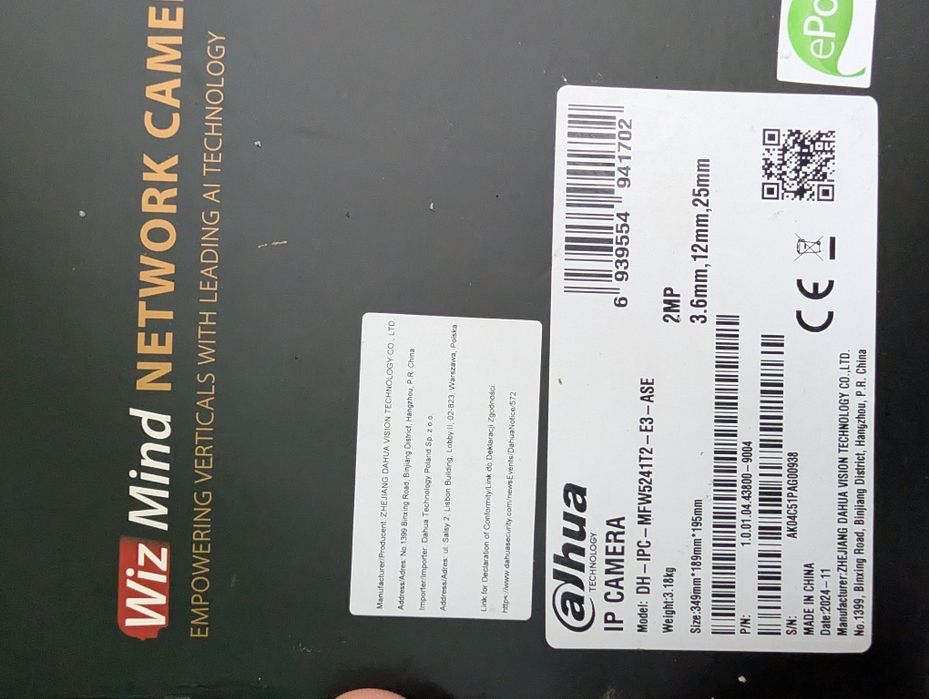 Wiz Mind NETWORK CAME
EMPOWERING VERTICALS WITH LEADING AI TECHNOLOGY
Manufacturer/Producent: ZHEJIANG DAHUA VISION TECHNOLOGY CO., LTD.
Address/Adres: No.1399 Binxing Road, Binjiang District, Hangzhou, P.R. China
Importer/Importer: Dahua Technology Poland Sp. z o.o.
Address/Adres: ul. Salsy 2, Lisbon Building, Lobby II, 02-823, Warszawa, Polska
Link for Declaration of Conformity/Link do Deklaracji Zgodności:
https://www.dahuasecurity.com/newsEvents/DahuaNotice/572
alhua
TECHNOLOGY
IP CAMERA
Model: DH-IPC-MFW5241T2-E3-ASE
Weight:3.18kg
2MP
Size:349mm*189mm*195mm
3.6mm,12mm,25mm
6 939554 941702
P/N: 1.0.01.04.43800-9004
S/N: AK04C51PAG00938
MADE IN CHINA
Date:2024-11
CE
Manufacturer:ZHEJIANG DAHUA VISION TECHNOLOGY CO.,LTD.
No.1399, Binxing Road, Binjiang District, Hangzhou, P.R. China
ePo